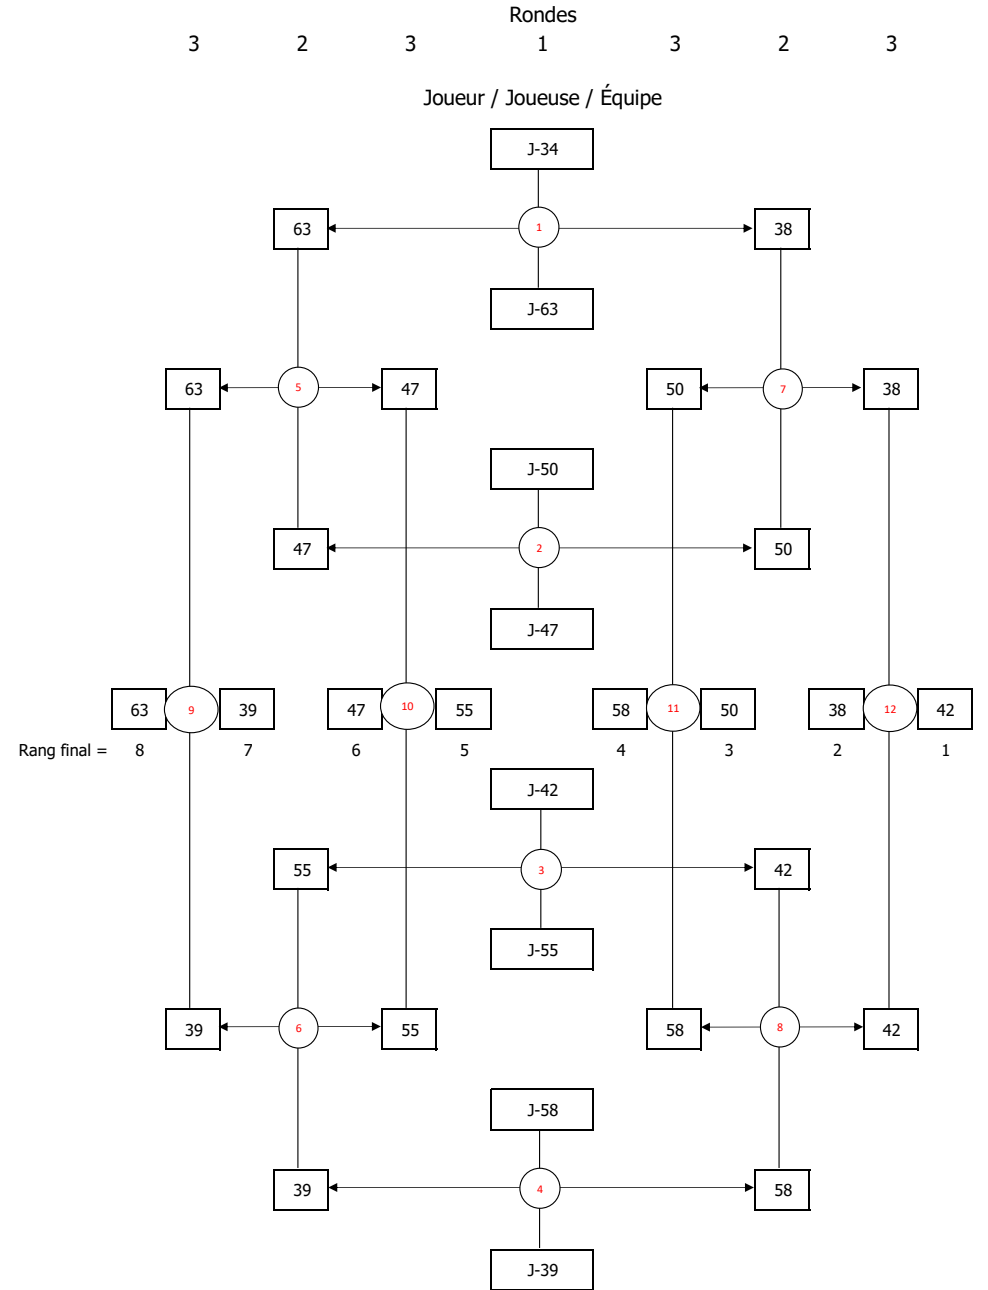 Rondes
3 2 3 1 3 2 3
Joueur / Joueuse / Équipe
J-34
63 1 38
J-63
63 5 47 50 7 38
J-50
47 2 50
J-47
63 9 39 47 10 55 58 11 50 38 12 42
Rang final = 8 7 6 5 4 3 2 1
J-42
55 3 42
J-55
39 6 55 58 8 42
J-58
39 4 58
J-39